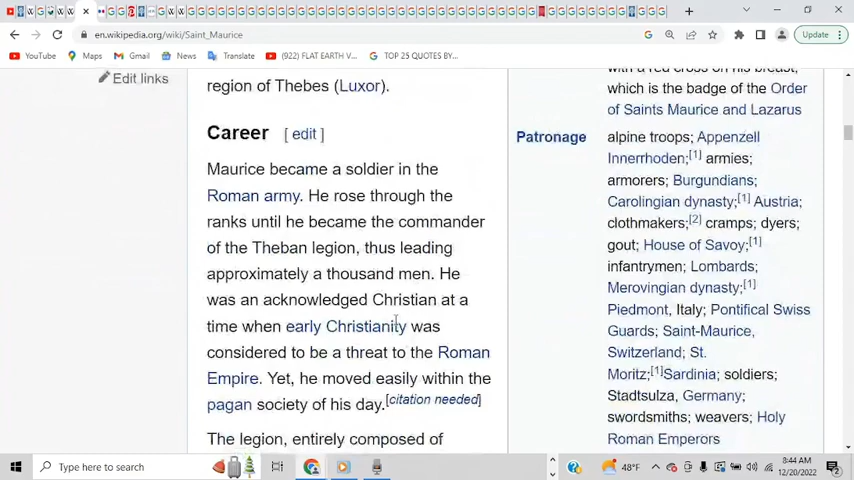 en.wikipedia.org/wiki/Saint_Maurice
Update
YouTube
Maps
Gmail
News
Translate
(922) FLAT EARTH V...
TOP 25 QUOTES BY...
Edit links
region of Thebes (Luxor).
Career [ edit ]
Maurice became a soldier in the
Roman army. He rose through the
ranks until he became the commander
of the Theban legion, thus leading
approximately a thousand men. He
was an acknowledged Christian at a
time when early Christianity was
considered to be a threat to the Roman
Empire. Yet, he moved easily within the
pagan society of his day.[citation needed]
The legion, entirely composed of
with a red cross on his breast,
which is the badge of the Order
of Saints Maurice and Lazarus
Patronage
alpine troops; Appenzell
Innerrhoden;[1] armies;
armorers; Burgundians;
Carolingian dynasty;[1] Austria;
clothmakers;[2] cramps; dyers;
gout; House of Savoy;[1]
infantrymen; Lombards;
Merovingian dynasty;[1]
Piedmont, Italy; Pontifical Swiss
Guards; Saint-Maurice,
Switzerland; St.
Moritz;[1]Sardinia; soldiers;
Stadtsulza, Germany;
swordsmiths; weavers; Holy
Roman Emperors
Type here to search
48°F
8:44 AM
12/20/2022